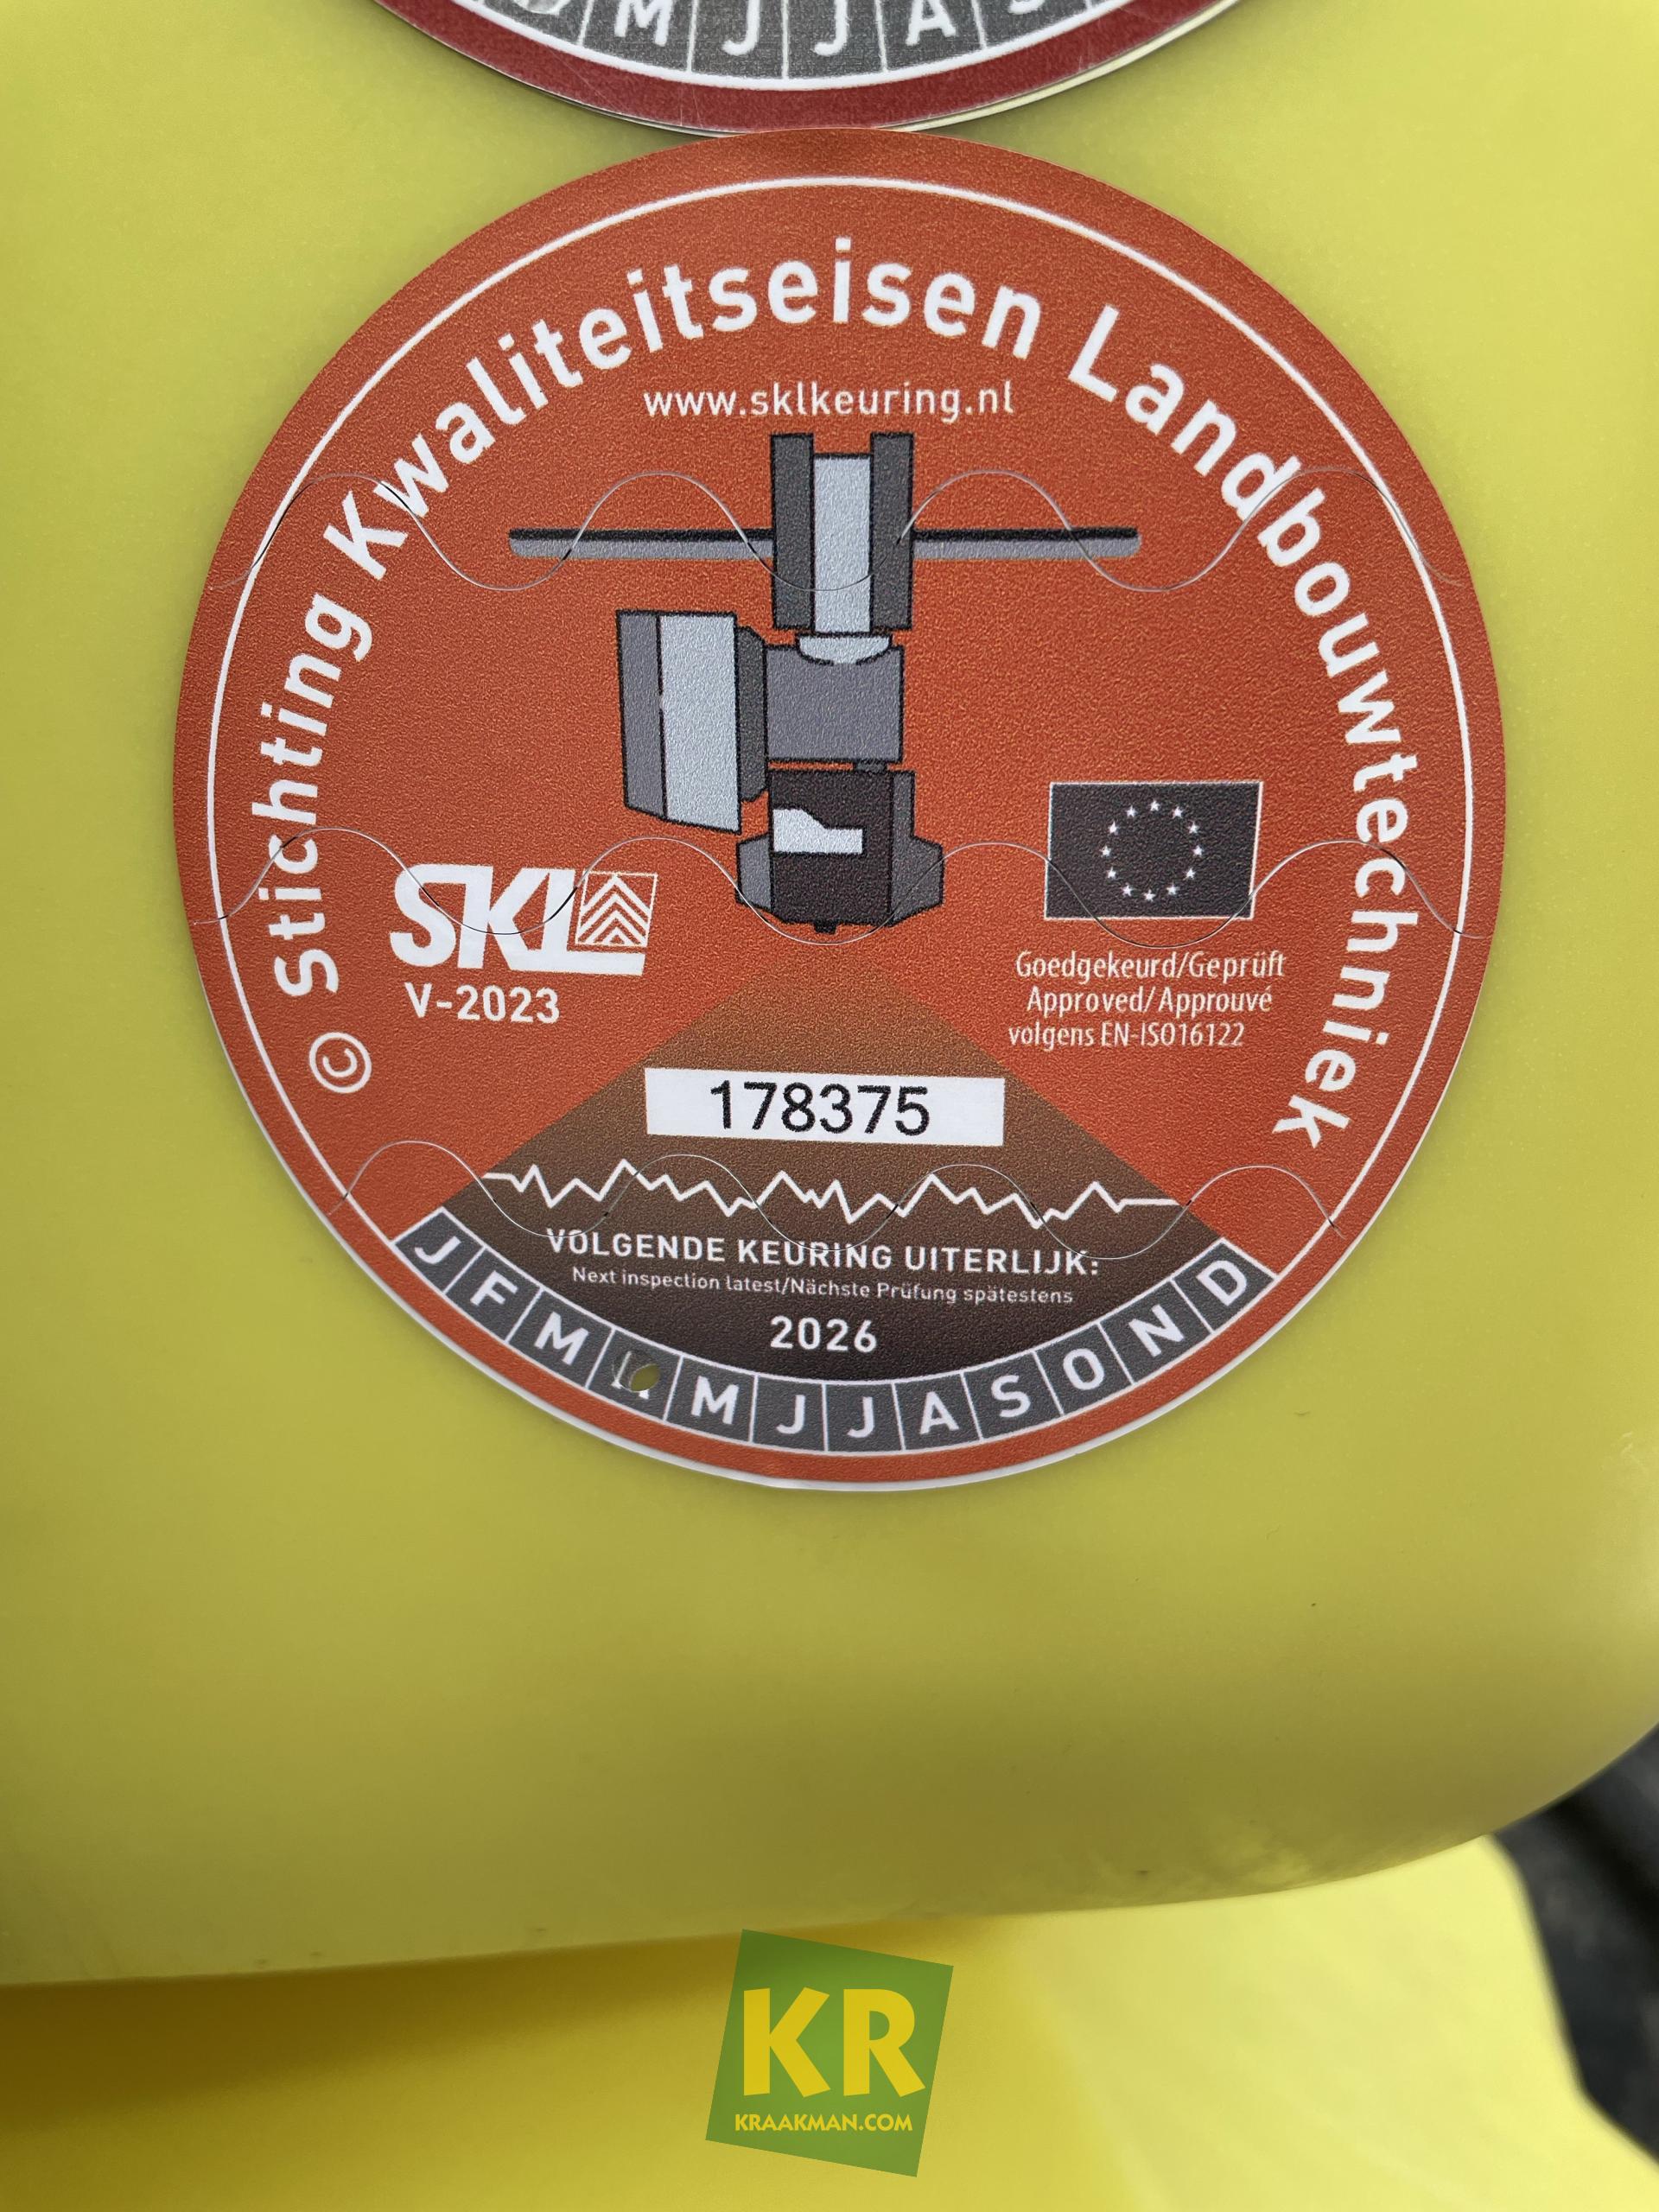 M J J A S
© Stichting Kwaliteitseisen Landbouwtechniek
www.sklkeuring.nl
SKL
V-2023
Goedgekeurd/Geprüft
Approved/Approuvé
volgens EN-ISO16122
178375
VOLGENDE KEURING UITERLIJK:
Next inspection latest/Nächste Prüfung spätestens
2026
J F M A M J J A S O N D
KR
KRAAKMAN.COM